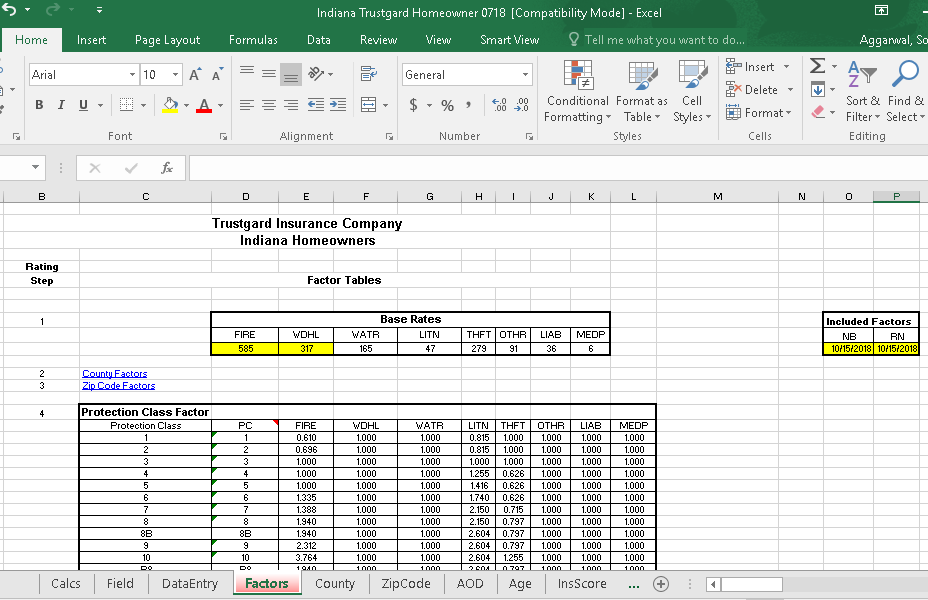 Indiana Trustgard Homeowner 0718 [Compatibility Mode] - Excel
Home Insert Page Layout Formulas Data Review View Smart View Tell me what you want to do... Aggarwal, So
Arial 10 General
Insert
Delete
Format
Conditional Formatting
Format as Table
Cell Styles
Sort & Filter
Find & Select
Font Alignment Number Styles Cells Editing
fx
B C D E F G H I J K L M N O P
Trustgard Insurance Company
Indiana Homeowners
Rating
Step Factor Tables
1 Base Rates Included Factors
FIRE WDHL WATR LITN THFT OTHR LIAB MEDP NB RN
585 317 165 47 279 91 36 6 10/15/2018 10/15/2018
2 County Factors
3 Zip Code Factors
4 Protection Class Factor
Protection Class PC FIRE WDHL WATR LITN THFT OTHR LIAB MEDP
1 1 0.610 1.000 1.000 0.815 1.000 1.000 1.000 1.000
2 2 0.696 1.000 1.000 0.815 1.000 1.000 1.000 1.000
3 3 1.000 1.000 1.000 1.000 1.000 1.000 1.000 1.000
4 4 1.000 1.000 1.000 1.255 0.626 1.000 1.000 1.000
5 5 1.000 1.000 1.000 1.416 0.626 1.000 1.000 1.000
6 6 1.335 1.000 1.000 1.740 0.626 1.000 1.000 1.000
7 7 1.388 1.000 1.000 2.150 0.715 1.000 1.000 1.000
8 8 1.940 1.000 1.000 2.150 0.797 1.000 1.000 1.000
8B 8B 1.940 1.000 1.000 2.604 0.797 1.000 1.000 1.000
9 9 2.312 1.000 1.000 2.604 0.797 1.000 1.000 1.000
10 10 3.764 1.000 1.000 2.604 1.255 1.000 1.000 1.000
Calcs Field DataEntry Factors County ZipCode AOD Age InsScore ...